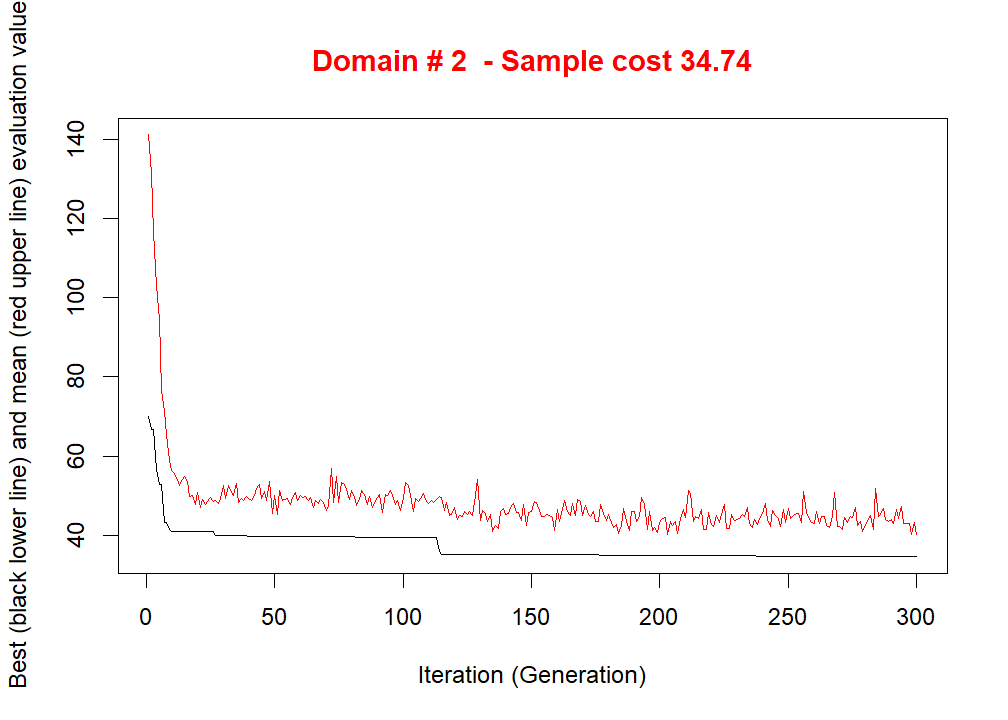 Domain # 2  - Sample cost 34.74
Best (black lower line) and mean (red upper line) evaluation value
140
120
100
80
60
40
0 50 100 150 200 250 300
Iteration (Generation)